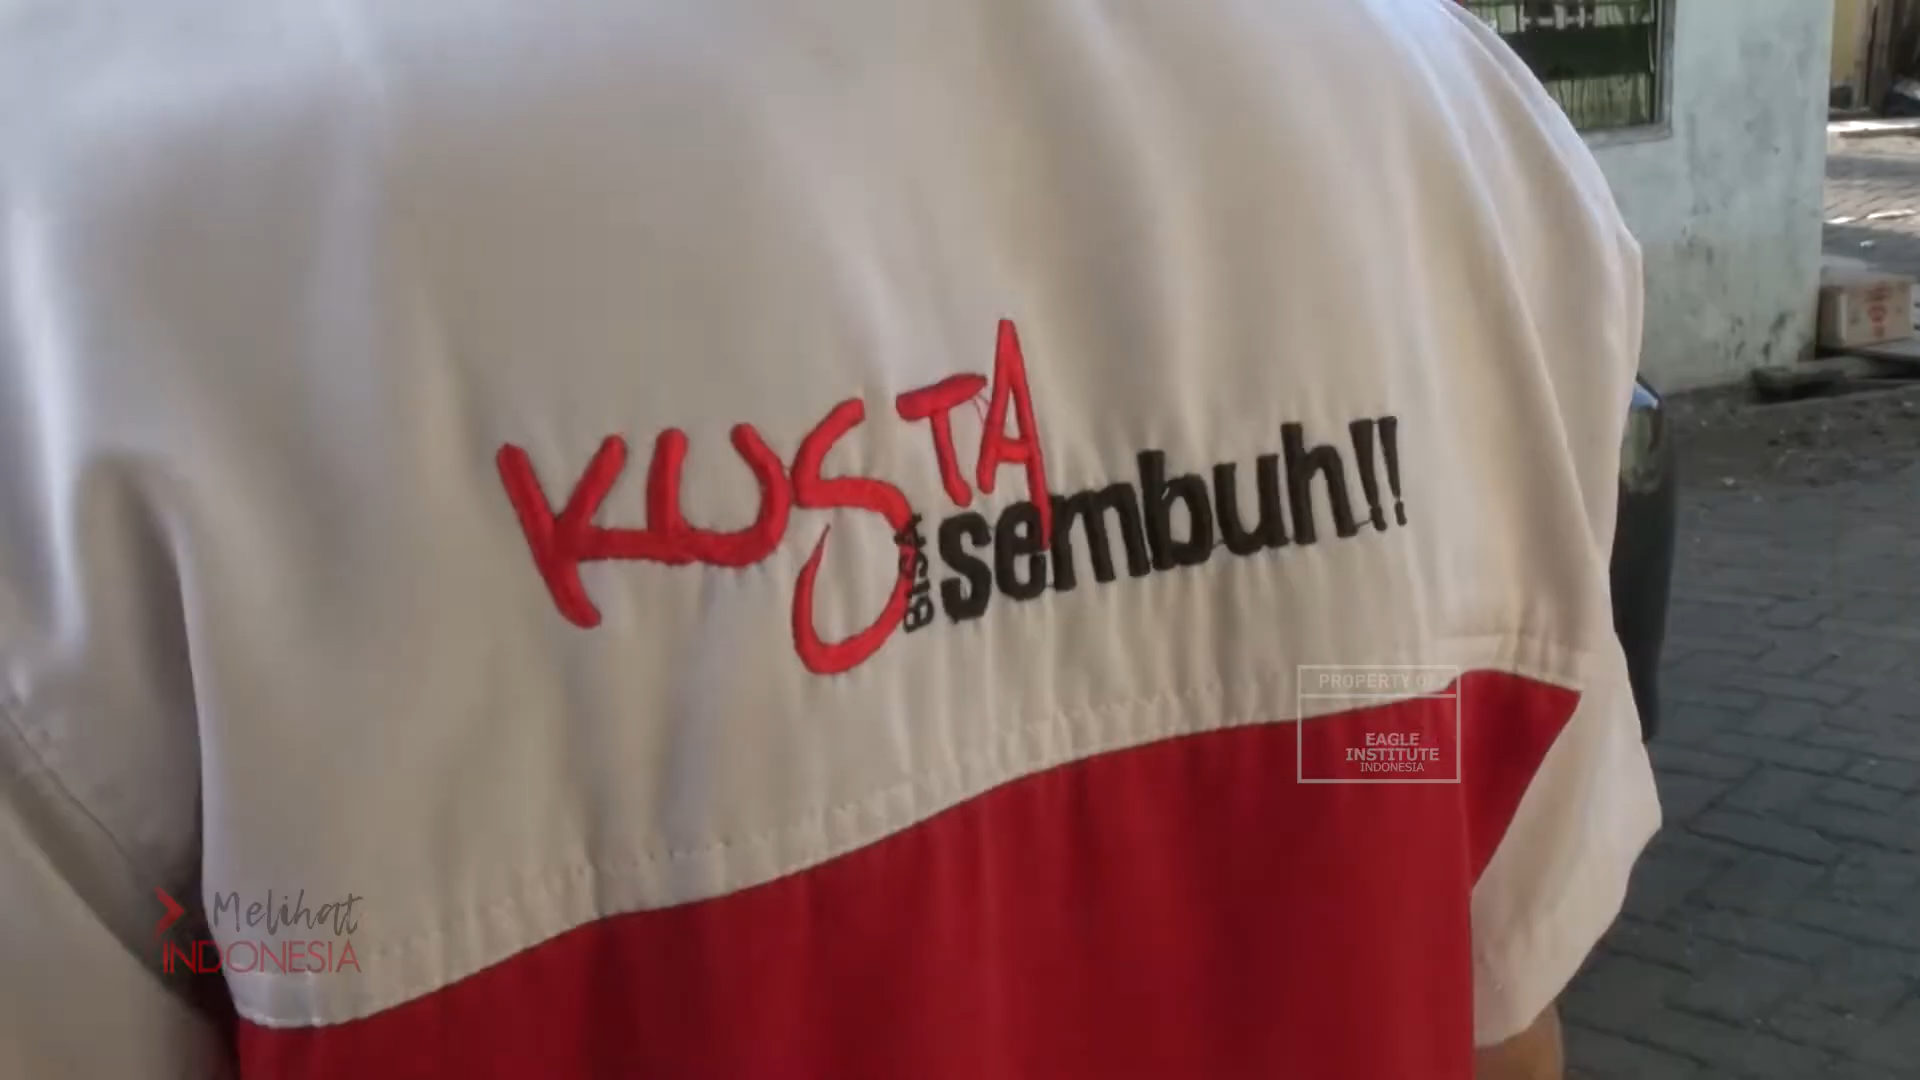 KUSTA
BISA
sembuh!!
PROPERTY OF
EAGLE
INSTITUTE
INDONESIA
Melihat
INDONESIA